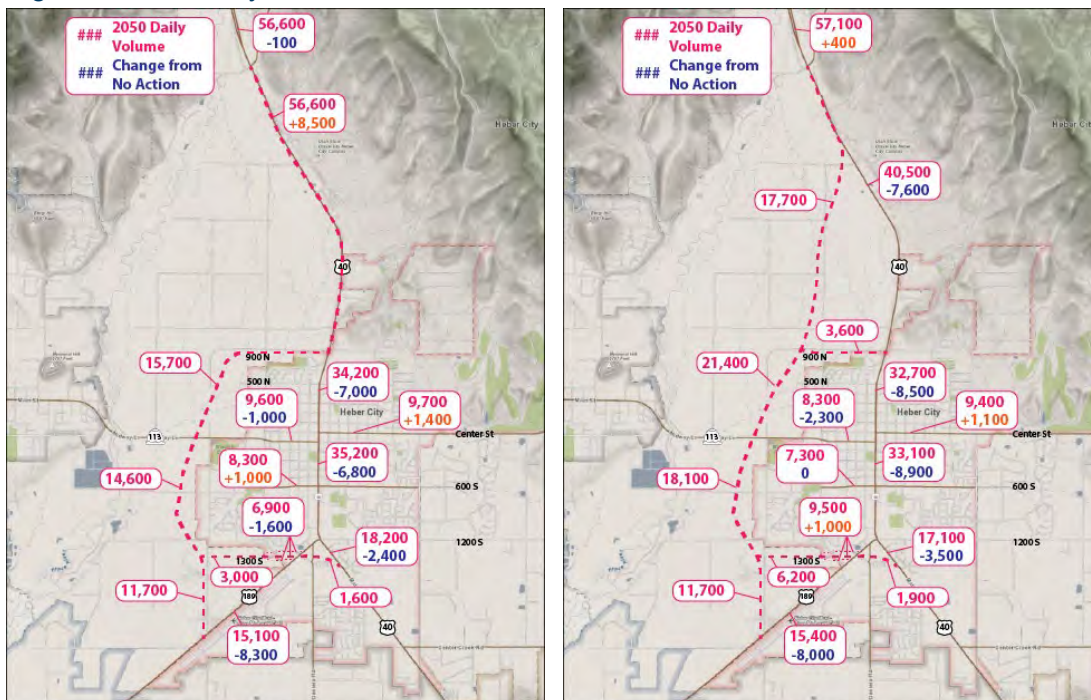 ### 2050 Daily
Volume
### Change from
No Action
56,600
-100
56,600
+8,500
Heber City
40
15,700
900 N
500 N
9,600
-1,000
34,200
-7,000
Heber City
9,700
+1,400
113
Center St
8,300
+1,000
35,200
-6,800
14,600
600 S
6,900
-1,600
18,200
-2,400
1200 S
1300 S
3,000
11,700
189
1,600
15,100
-8,300
40
### 2050 Daily
Volume
### Change from
No Action
57,100
+400
Heber City
40,500
-7,600
17,700
40
3,600
900 N
21,400
500 N
8,300
-2,300
32,700
-8,500
Heber City
9,400
+1,100
113
Center St
7,300
0
33,100
-8,900
18,100
600 S
9,500
+1,000
17,100
-3,500
1200 S
1300 S
6,200
11,700
189
1,900
15,400
-8,000
40